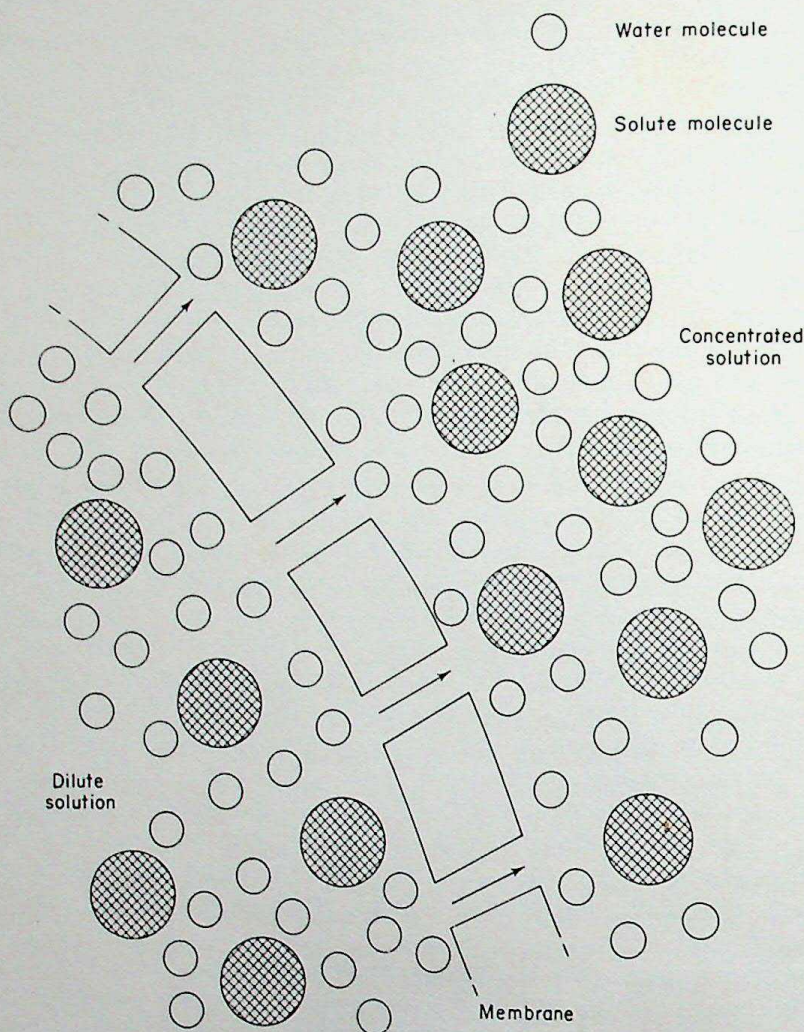 Water molecule
Solute molecule
Concentrated
solution
Dilute
solution
Membrane